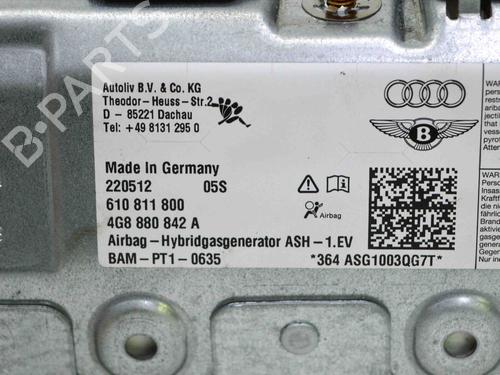 Autoliv B.V. & Co. KG
Theodor-Heuss-Str.2
D - 85221 Dachau
Tel: +49 8131 295 0
Made In Germany
220512 05S
610 811 800
4G8 880 842 A
Airbag
Airbag - Hybridgasgenerator ASH - 1.EV
BAM - PT1 - 0635
*364 ASG1003QG7T*
B
B-PARTS